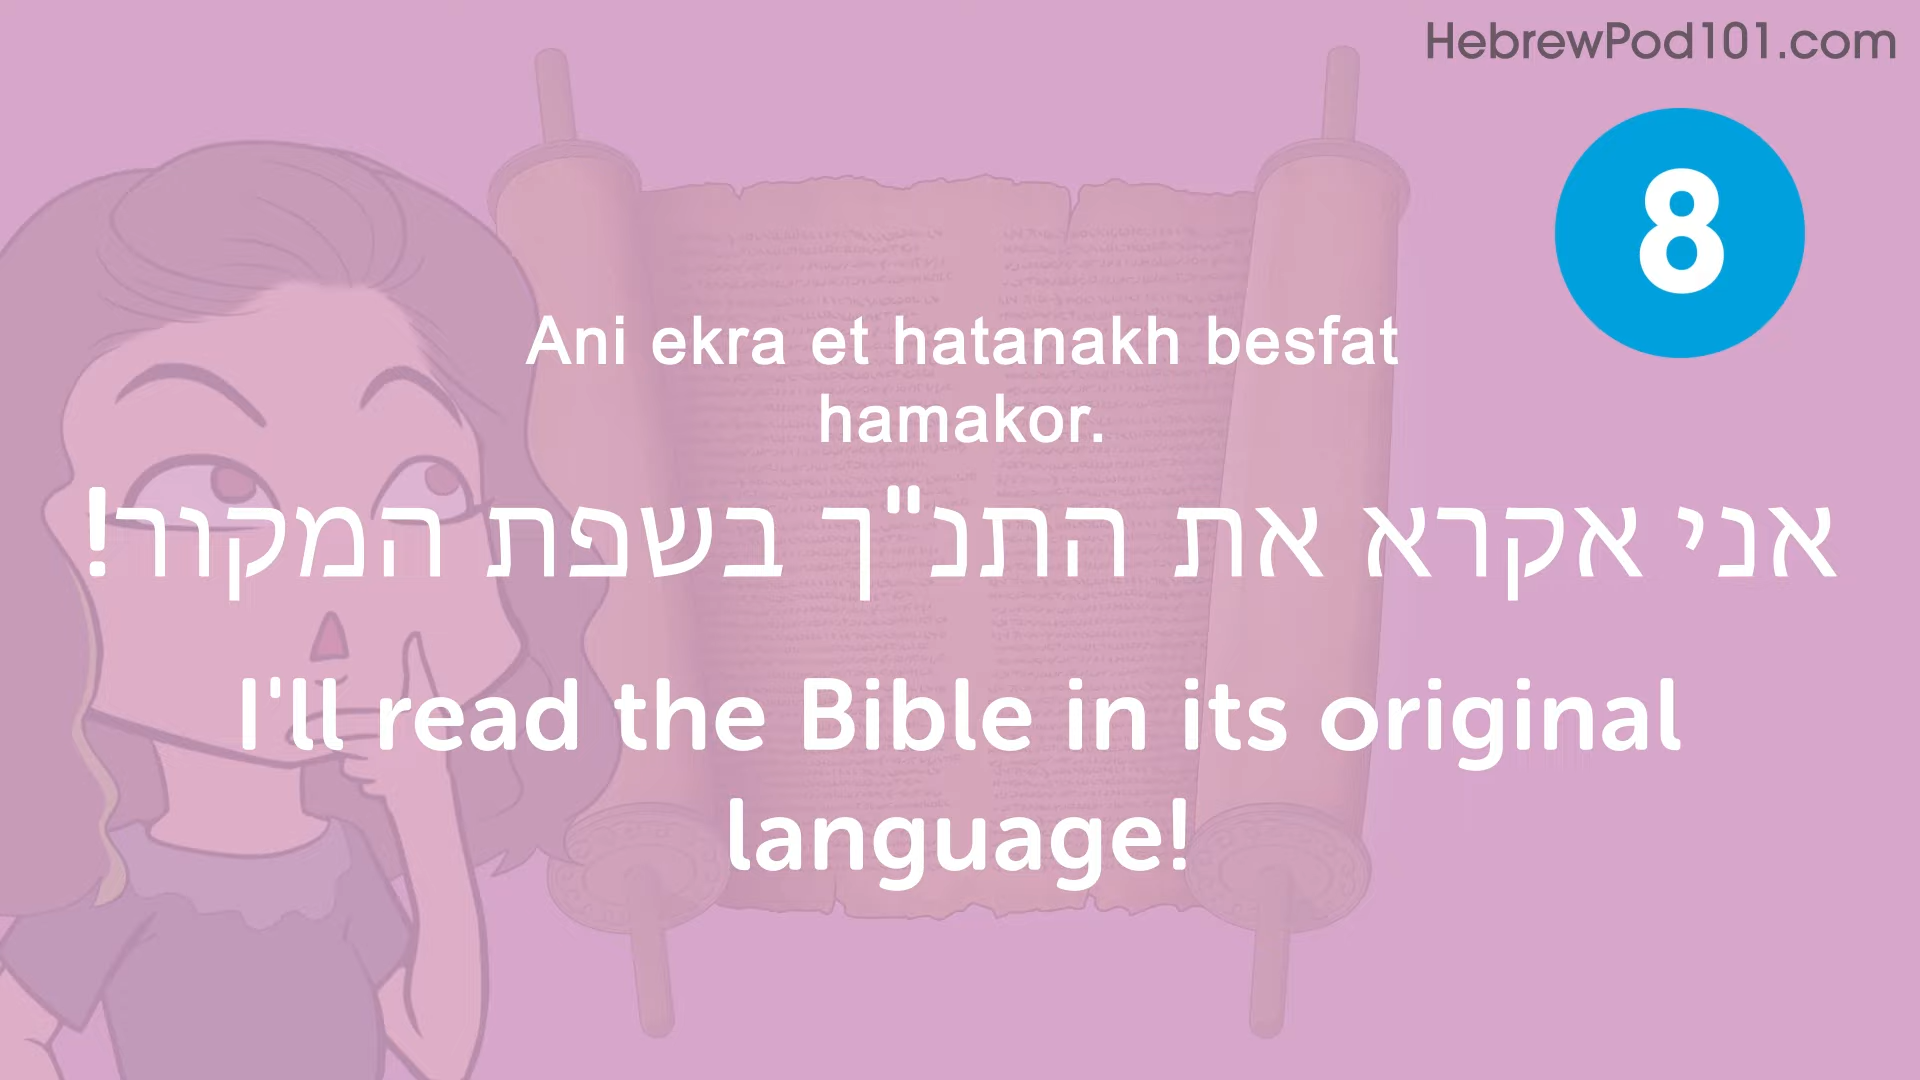 HebrewPod101.com
8
Ani ekra et hatanakh besfat
hamakor.
אני אקרא את התנ"ך בשפת המקור!
I'll read the Bible in its original
language!